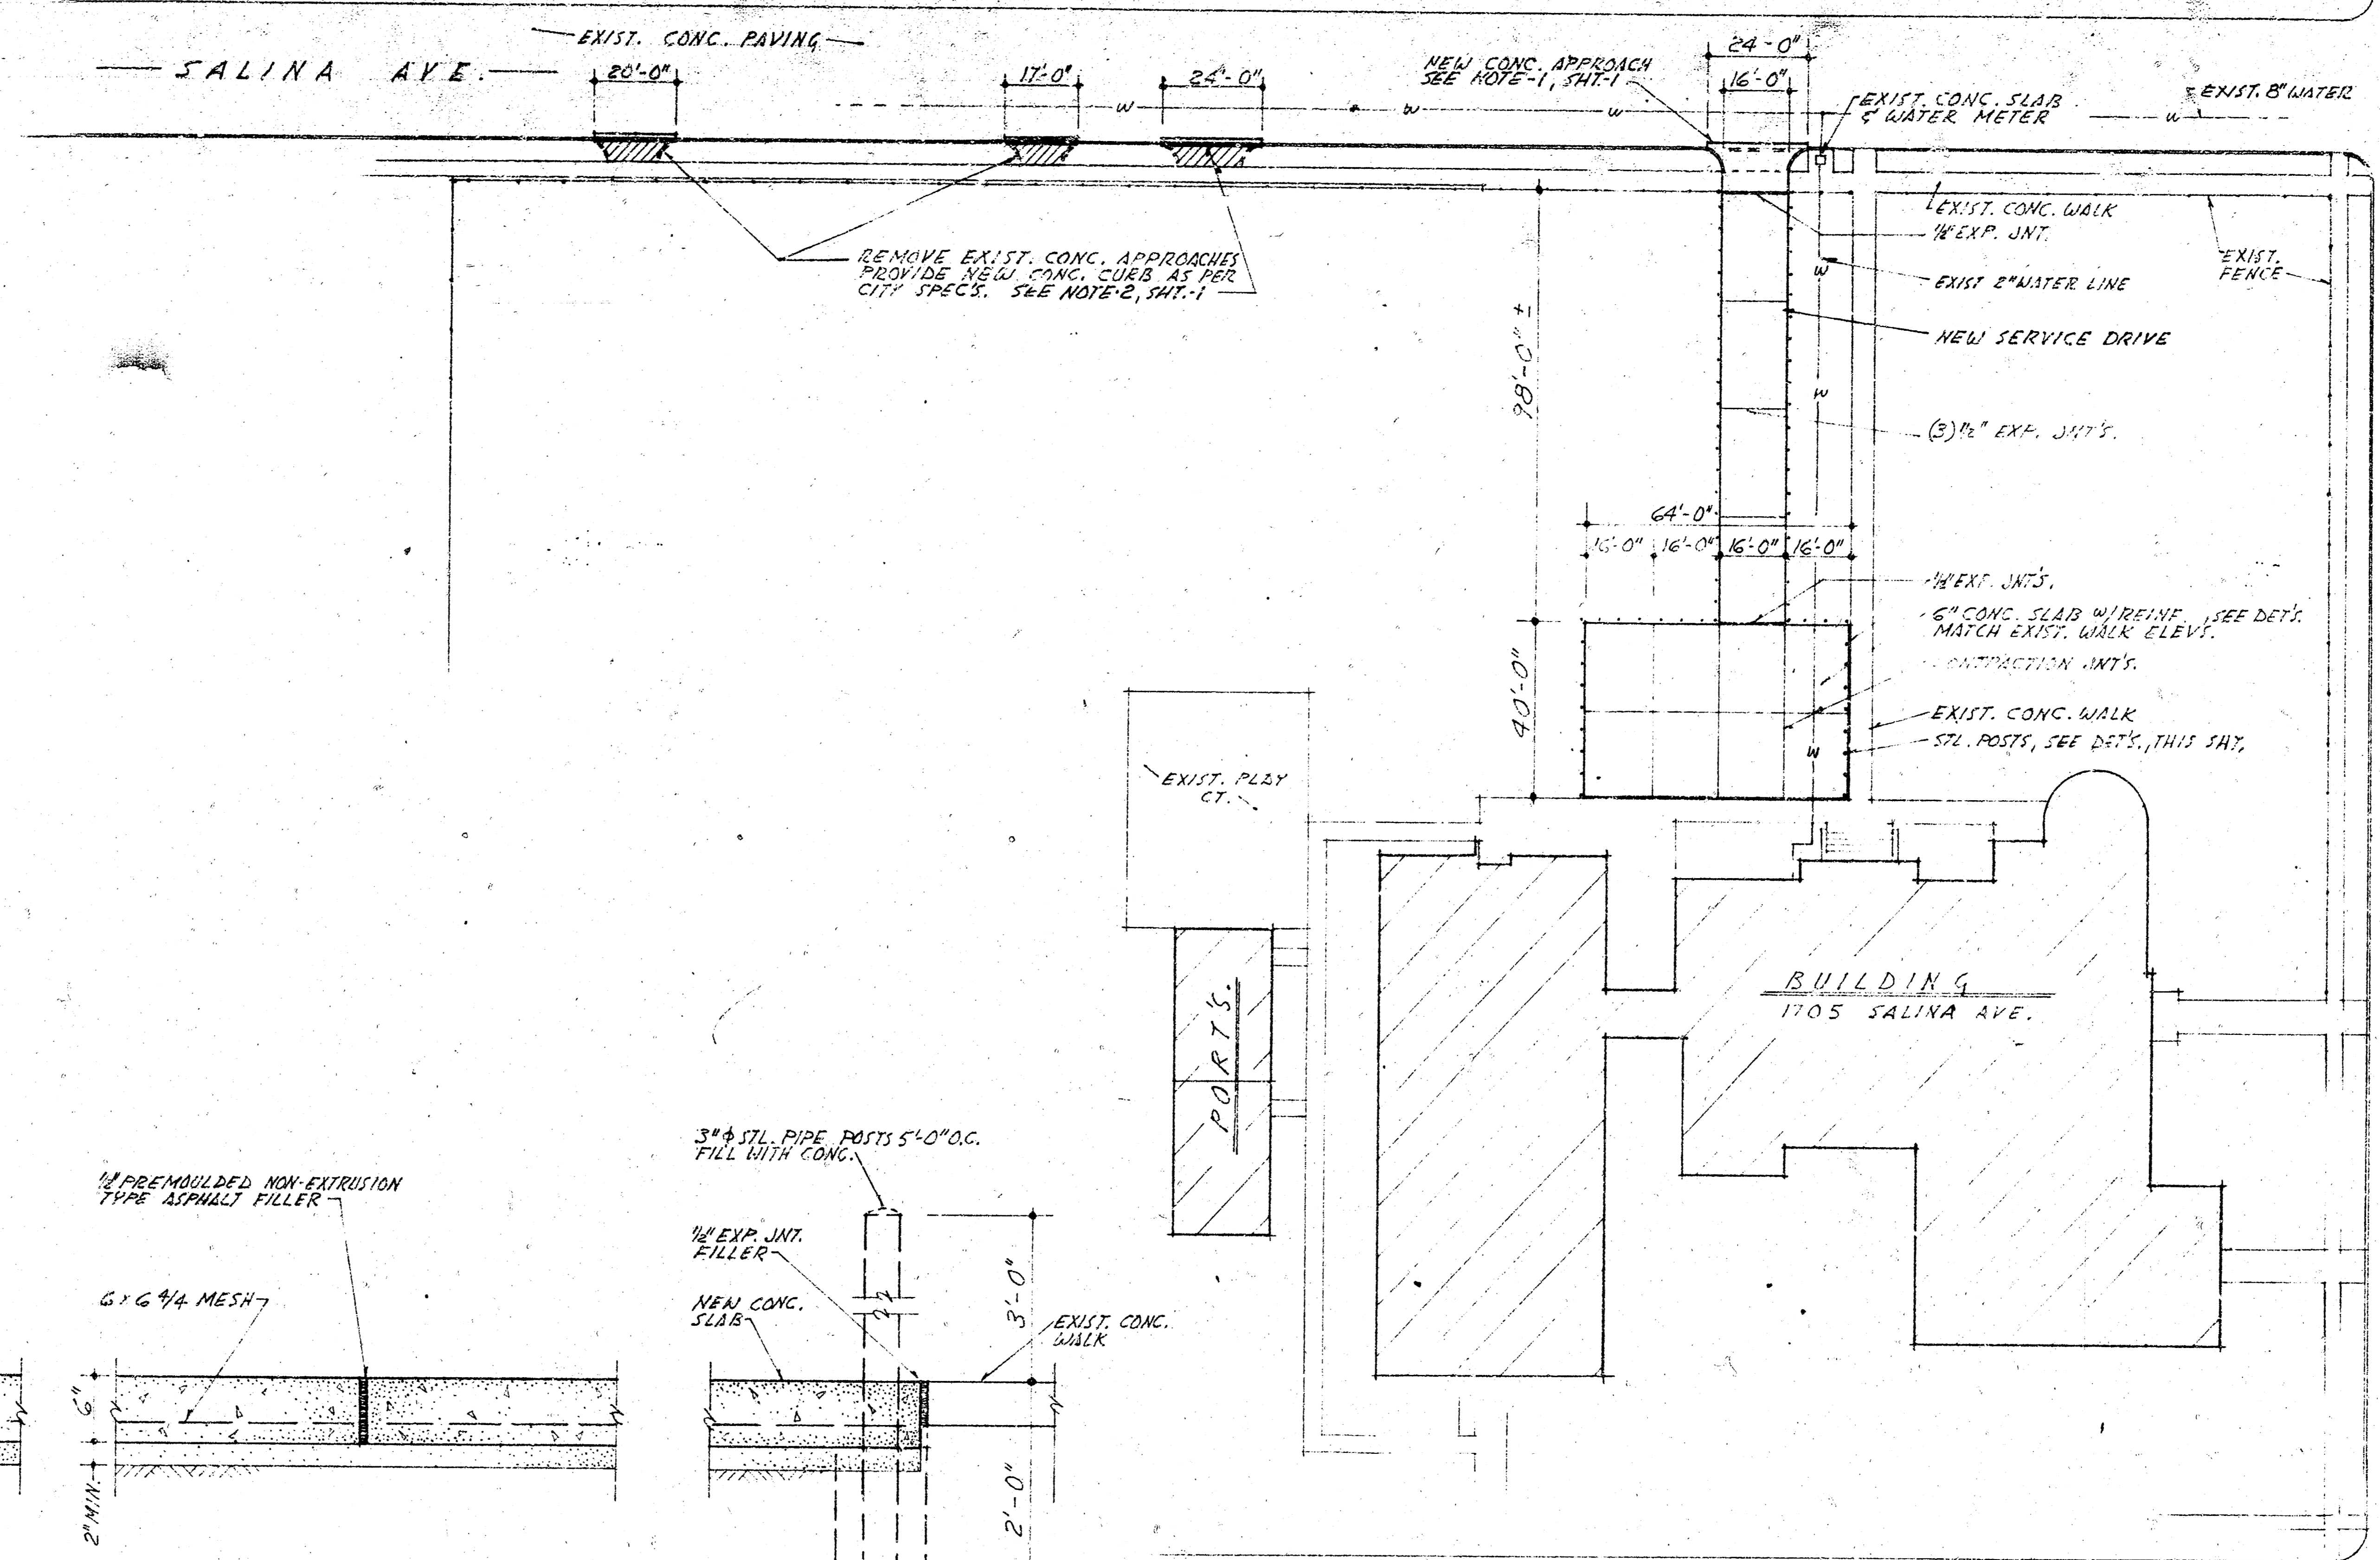 EXIST. CONC. PAVING
SALINA AVE.
20'-0"
17'-0"
24'-0"
NEW CONC. APPROACH
SEE NOTE-1, SHT.-1
24-0"
16'-0"
EXIST. CONC. SLAB
& WATER METER
EXIST. 8" WATER
W
W
W
W
REMOVE EXIST. CONC. APPROACHES
PROVIDE NEW CONC. CURB AS PER
CITY SPEC'S. SEE NOTE-2, SHT.-1
EXIST. CONC. WALK
1/2" EXP. JNT.
EXIST.
FENCE
W
EXIST 2" WATER LINE
NEW SERVICE DRIVE
98'-0" ±
W
(3) 1/2" EXP. JNT'S.
64'-0"
16'-0" 16'-0" 16'-0" 16'-0"
1/2" EXP. JNT'S.
6" CONC. SLAB W/REINF., SEE DET'S.
MATCH EXIST. WALK ELEV'S.
JNT'S.
40'-0"
EXIST. CONC. WALK
STL. POSTS, SEE DET'S., THIS SHT,
W
EXIST. PLAY
CT.
BUILDING
1705 SALINA AVE.
PORT'S.
3"ϕ STL. PIPE POSTS 5'-0" O.C.
FILL WITH CONC.
1/2" PREMOULDED NON-EXTRUSION
TYPE ASPHALT FILLER
1/2" EXP. JNT.
FILLER
6 x 6 4/4 MESH
NEW CONC.
SLAB
3'-0"
EXIST. CONC.
WALK
6"
2" MIN.
2'-0"